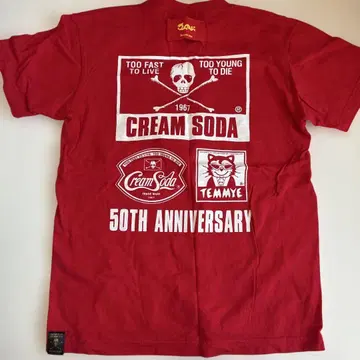 TOO FAST TO LIVE
TOO YOUNG TO DIE
1967
®
CREAM SODA
Cream Soda
TEMMYE
50TH ANNIVERSARY